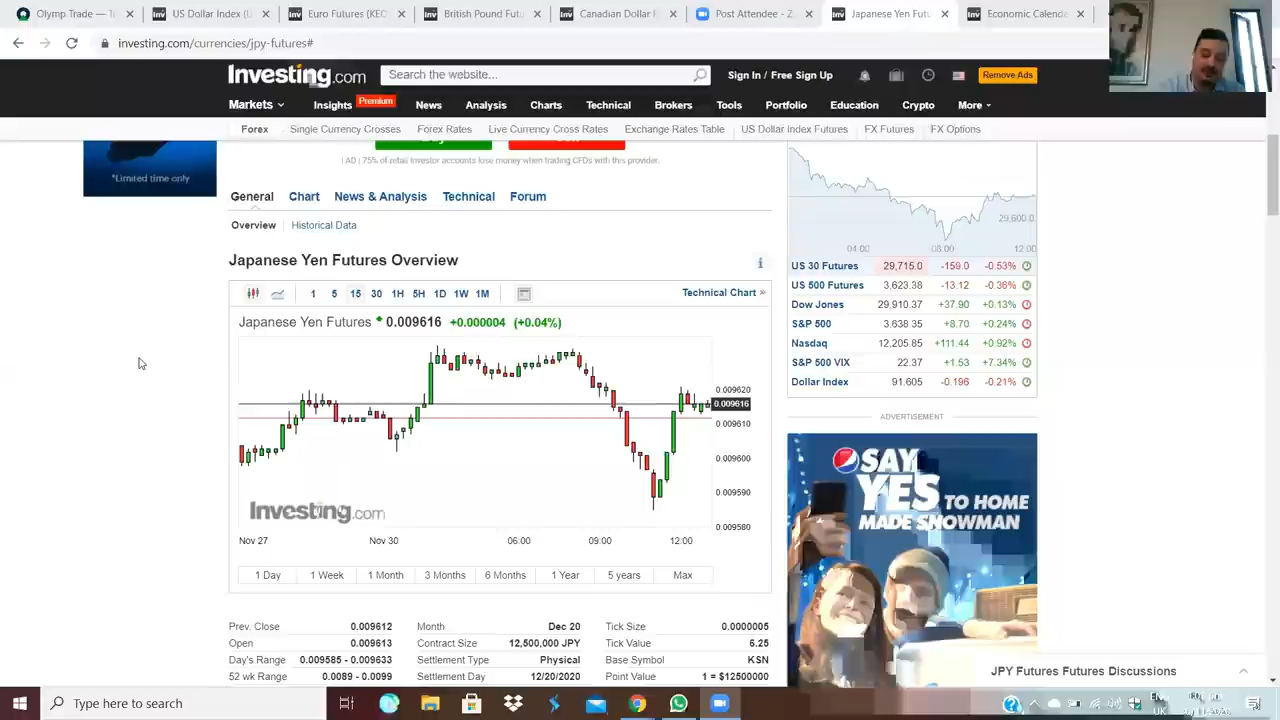 Olymp Trade — Ti
US Dollar Index (
Euro Futures (KEO
British Pound Futu
Canadian Dollar F
Post Attendee - Z
Japanese Yen Futu
Economic Calenda
investing.com/currencies/jpy-futures#
Investing.com
Search the website...
Sign In / Free Sign Up
Remove Ads
Markets
Insights
Premium
News
Analysis
Charts
Technical
Brokers
Tools
Portfolio
Education
Crypto
More
Forex
Single Currency Crosses
Forex Rates
Live Currency Cross Rates
Exchange Rates Table
US Dollar Index Futures
FX Futures
FX Options
| AD | 75% of retail investor accounts lose money when trading CFDs with this provider.
*Limited time only
General
Chart
News & Analysis
Technical
Forum
Overview
Historical Data
Japanese Yen Futures Overview
1 5 15 30 1H 5H 1D 1W 1M
Technical Chart »
Japanese Yen Futures 0.009616 +0.000004 (+0.04%)
0.009620
0.009616
0.009610
0.009600
0.009590
0.009580
Investing.com
Nov 27
Nov 30
06:00
09:00
12:00
1 Day
1 Week
1 Month
3 Months
6 Months
1 Year
5 years
Max
Prev. Close 0.009612
Month Dec 20
Tick Size 0.0000005
Open 0.009613
Contract Size 12,500,000 JPY
Tick Value 6.25
Day's Range 0.009585 - 0.009633
Settlement Type Physical
Base Symbol KSN
52 wk Range 0.0089 - 0.0099
Settlement Day 12/20/2020
Point Value 1 = $12500000
29,600.0
04:00
08:00
12:00
US 30 Futures 29,715.0 -159.0 -0.53%
US 500 Futures 3,623.38 -13.12 -0.36%
Dow Jones 29,910.37 +37.90 +0.13%
S&P 500 3,638.35 +8.70 +0.24%
Nasdaq 12,205.85 +111.44 +0.92%
S&P 500 VIX 22.37 +1.53 +7.34%
Dollar Index 91.605 -0.196 -0.21%
ADVERTISEMENT
SAY
YES TO HOME
MADE SNOWMAN
JPY Futures Futures Discussions
Type here to search
UK